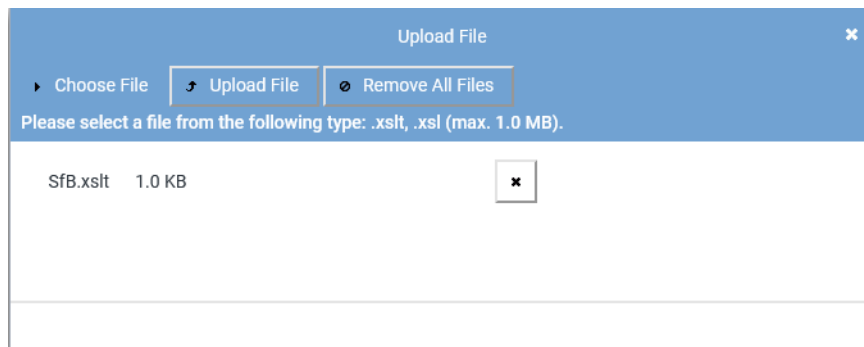 Upload File
Choose File Upload File Remove All Files
Please select a file from the following type: .xslt, .xsl (max. 1.0 MB).
SfB.xslt 1.0 KB